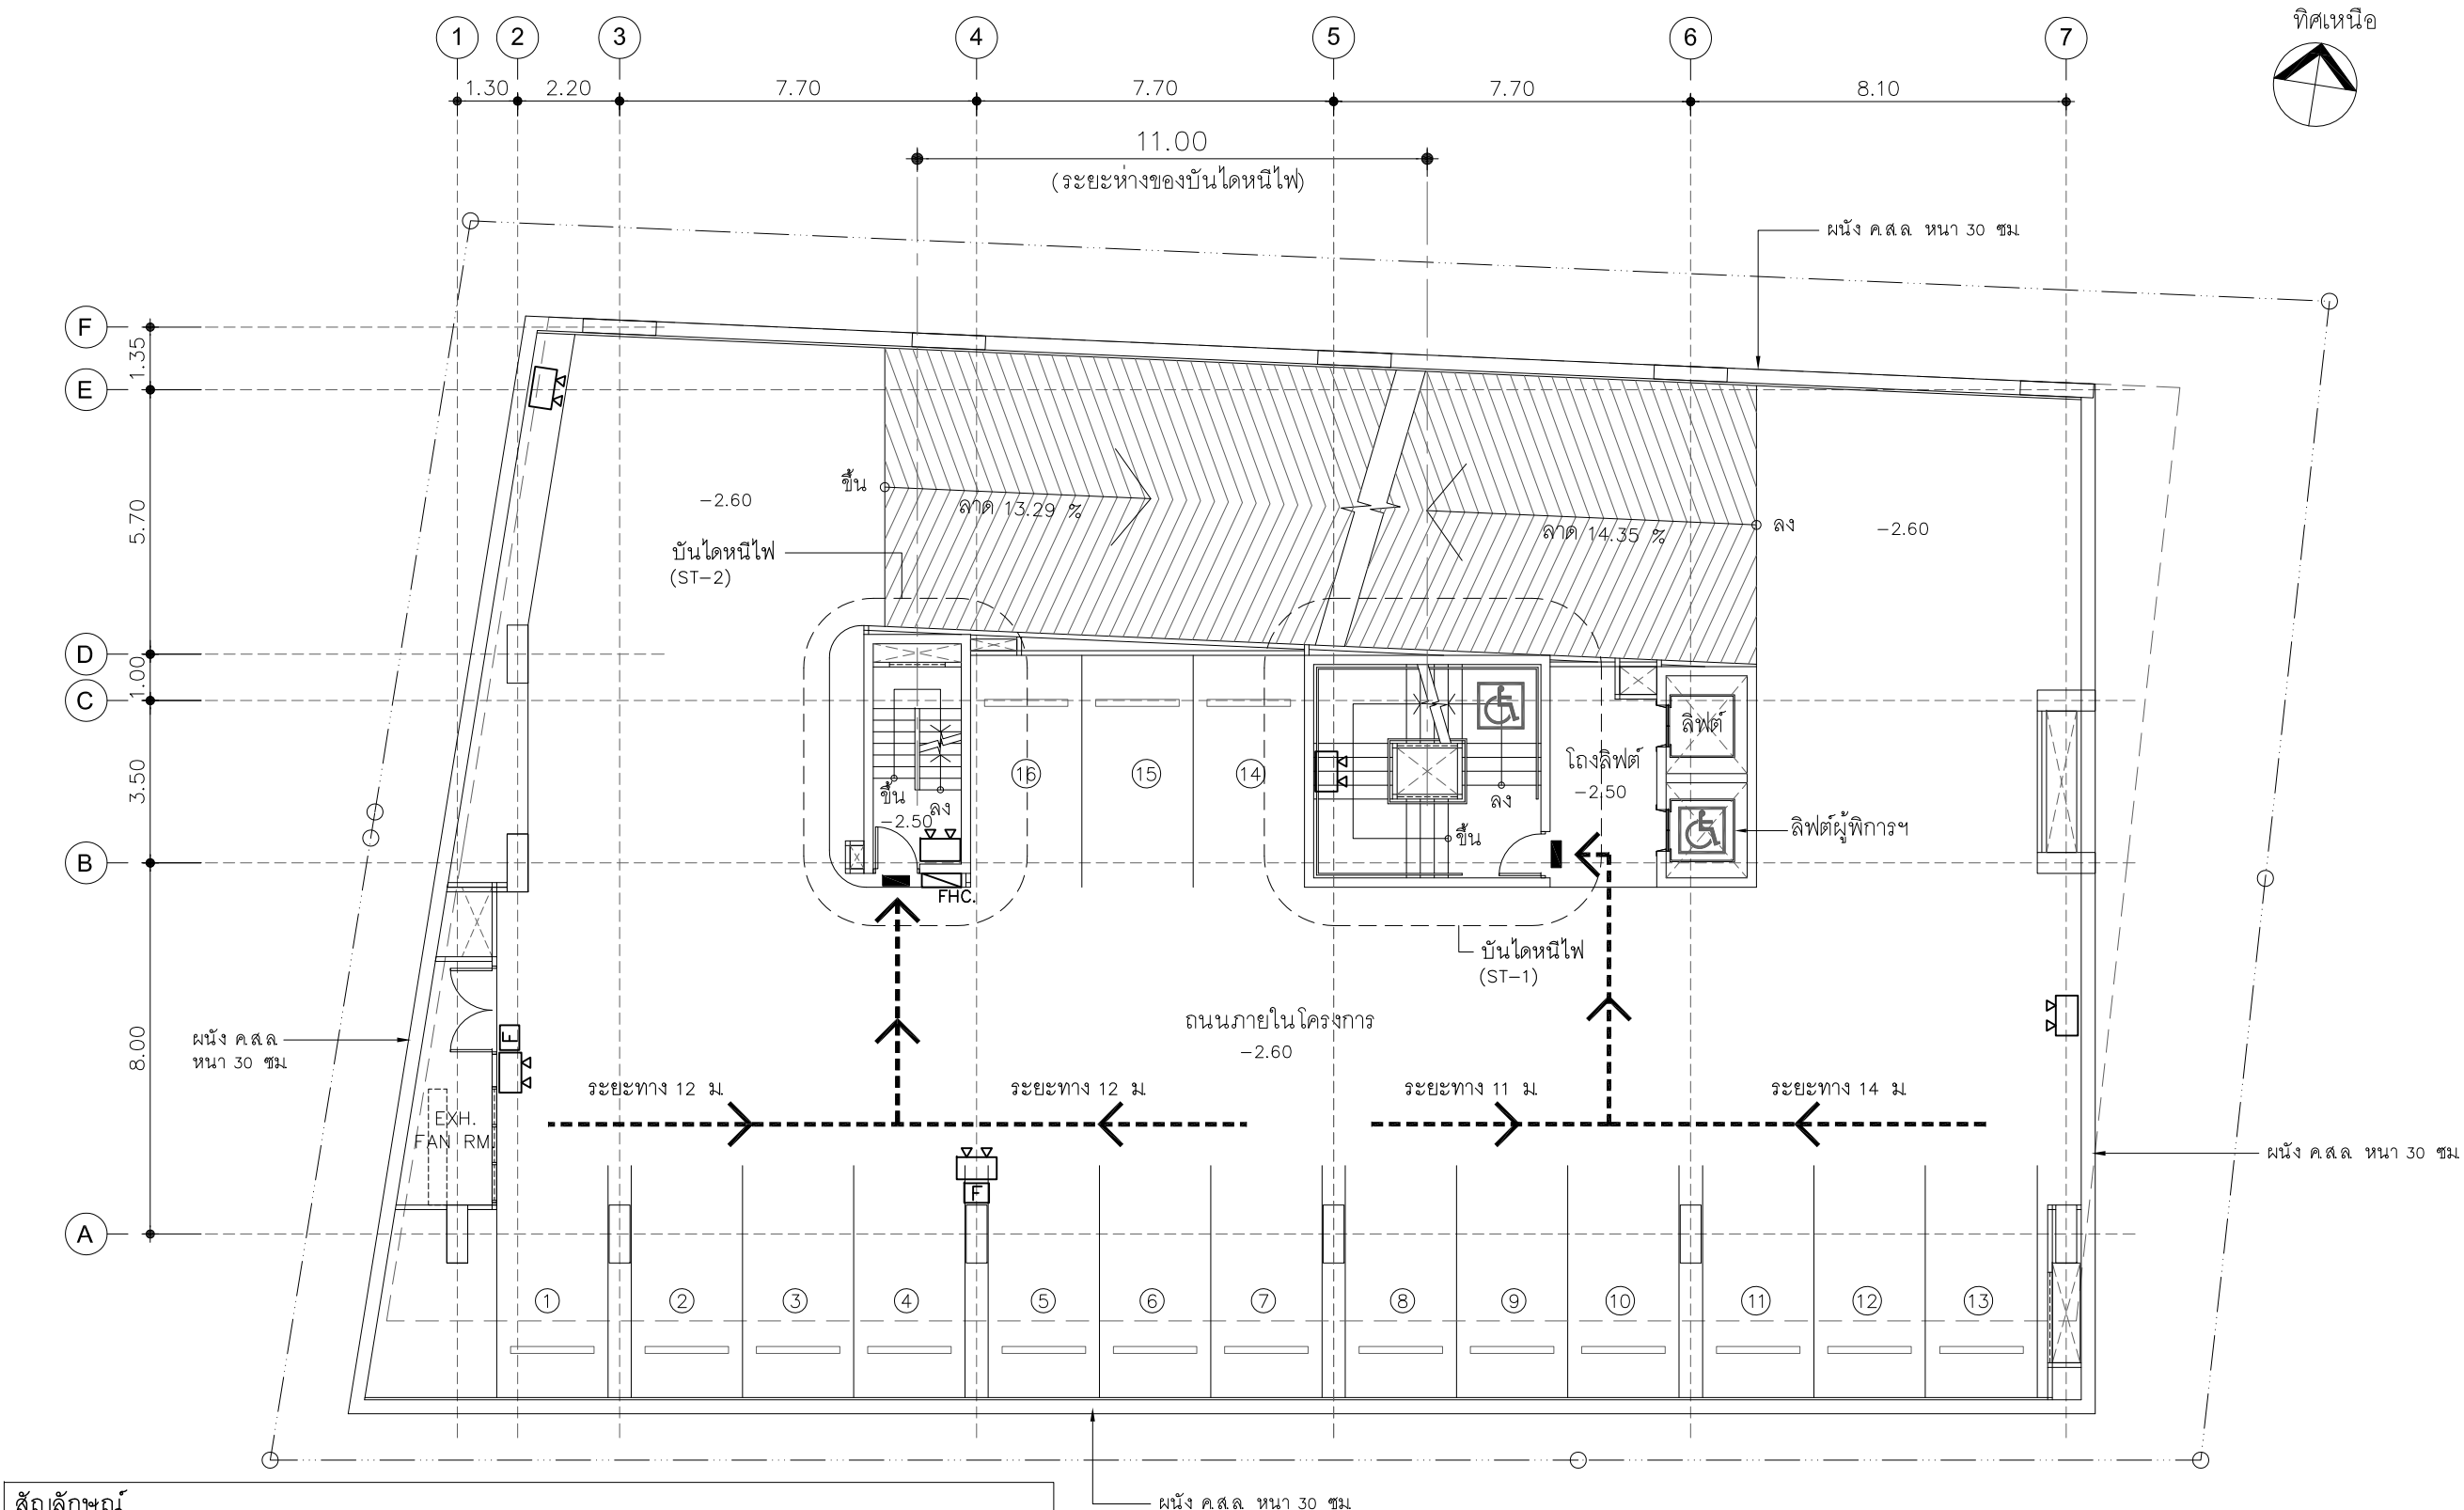 ทิศเหนือ
1 2 3 4 5 6 7
1.30 2.20 7.70 7.70 7.70 8.10
11.00
(ระยะห่างของบันไดหนีไฟ)
ผนัง ค.ส.ล. หนา 30 ซม.
F
1.35
E
5.70
D
1.00
C
3.50
B
8.00
A
-2.60
ขึ้น
ลาด 13.29 %
ลาด 14.35 %
ลง
-2.60
บันไดหนีไฟ
(ST-2)
ลิฟต์
16 15 14
โถงลิฟต์
-2.50
ขึ้น
ลง
-2.50
ลง
ขึ้น
ลิฟต์ผู้พิการฯ
FHC.
บันไดหนีไฟ
(ST-1)
ถนนภายในโครงการ
-2.60
ผนัง ค.ส.ล.
หนา 30 ซม.
F
ระยะทาง 12 ม.
ระยะทาง 12 ม.
ระยะทาง 11 ม.
ระยะทาง 14 ม.
EXH.
FAN RM.
ผนัง ค.ส.ล. หนา 30 ซม.
F
1 2 3 4 5 6 7 8 9 10 11 12 13
สัญลักษณ์
ผนัง ค.ส.ล. หนา 30 ซม.